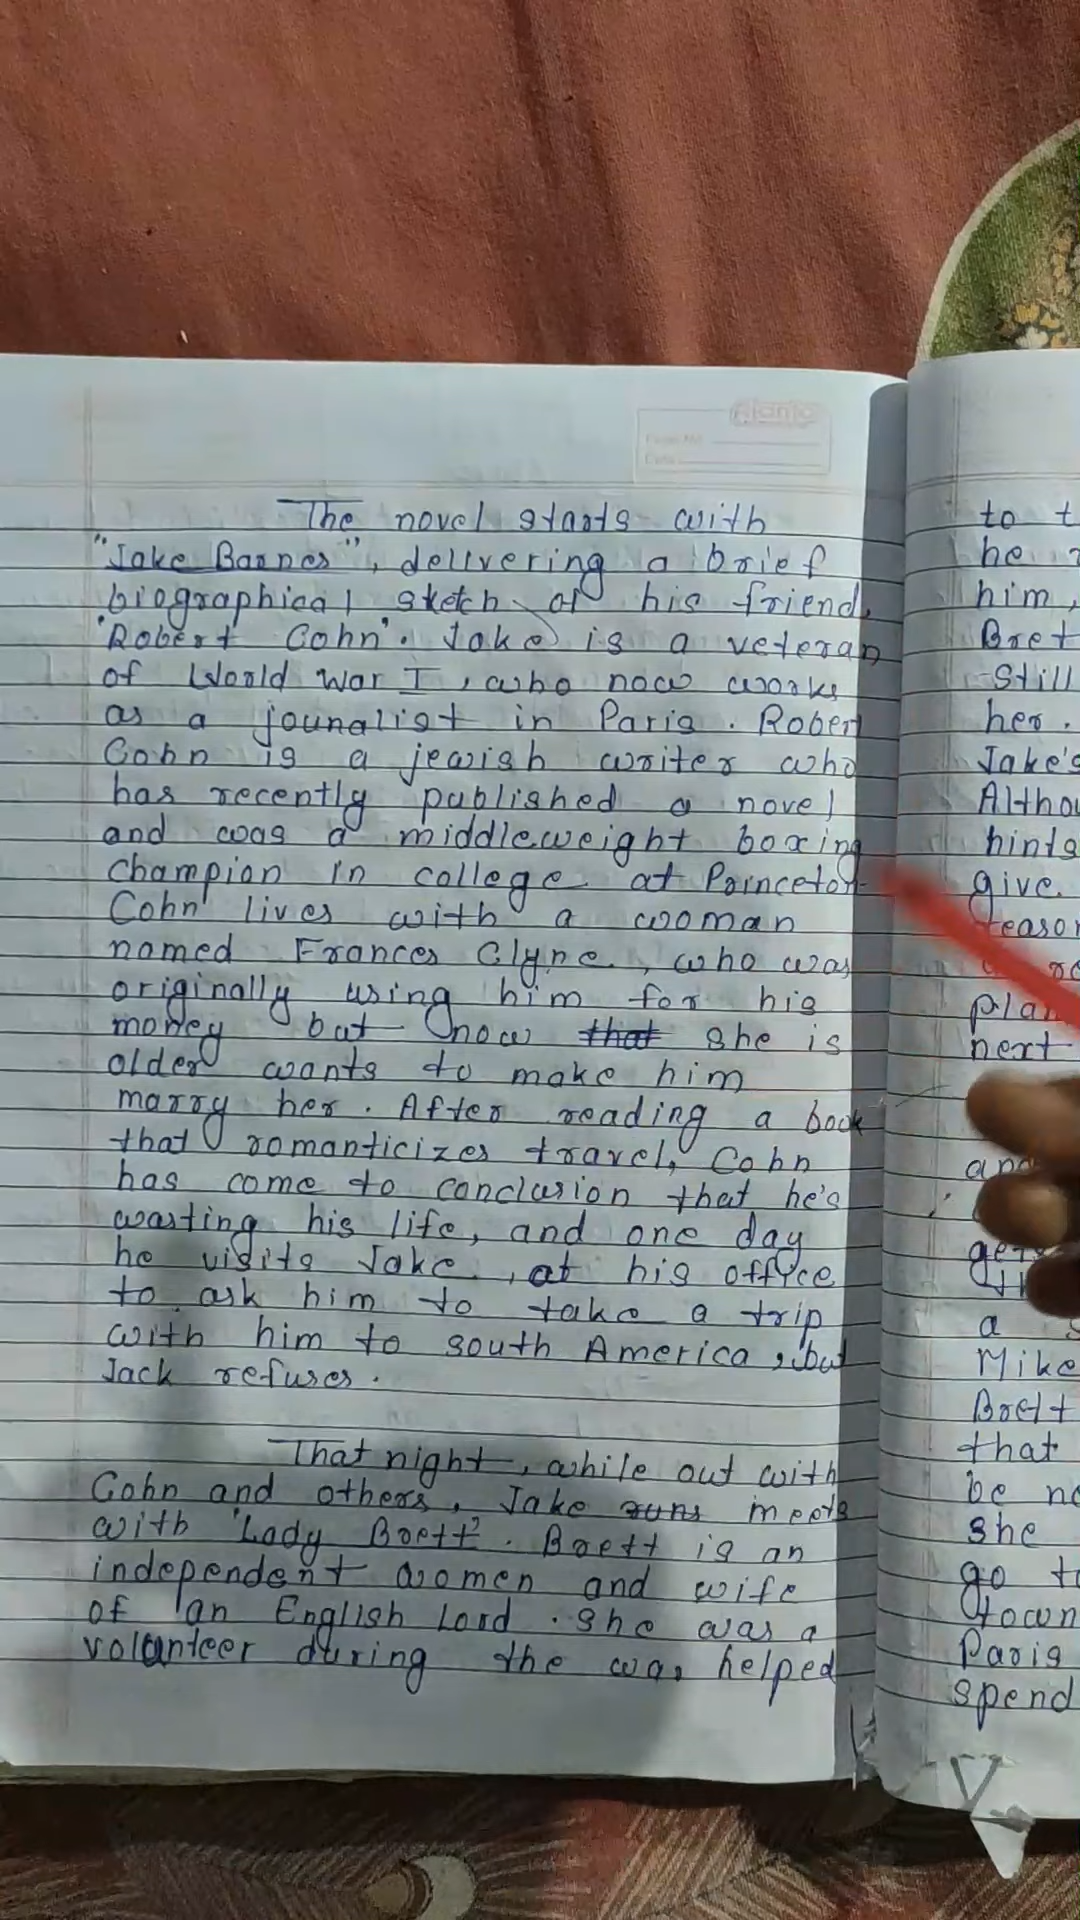 The novel starts with
"Jake Barnes", delivering a brief
biographical sketch of his friend,
"Robert Cohn". Jake is a veteran
of World War I, who now works
as a jounalist in Paris. Robert
Cohn is a jewish writer who
has recently published a novel
and was a middleweight boxing
champion in college at Princeton
Cohn lives with a woman
named Frances Clyne, who was
originally using him for his
money but now that she is
older wants to make him
marry her. After reading a book
that romanticizes travel, Cohn
has come to conclusion that he's
wasting his life, and one day
he visits Jake, at his office
to ask him to take a trip
with him to south America, but
Jack refuses.
That night, while out with
Cohn and others, Jake runs meets
with 'Lady Brett'. Brett is an
independent women and wife
of an English Lord. She was a
volunteer during the war, helped
to t
he
him,
Bret
Still
her.
Jake's
Althou
hints
give
reason
plan
next
and
a
Mike
Brett
that
be no
she
go to
town
Paris
spend